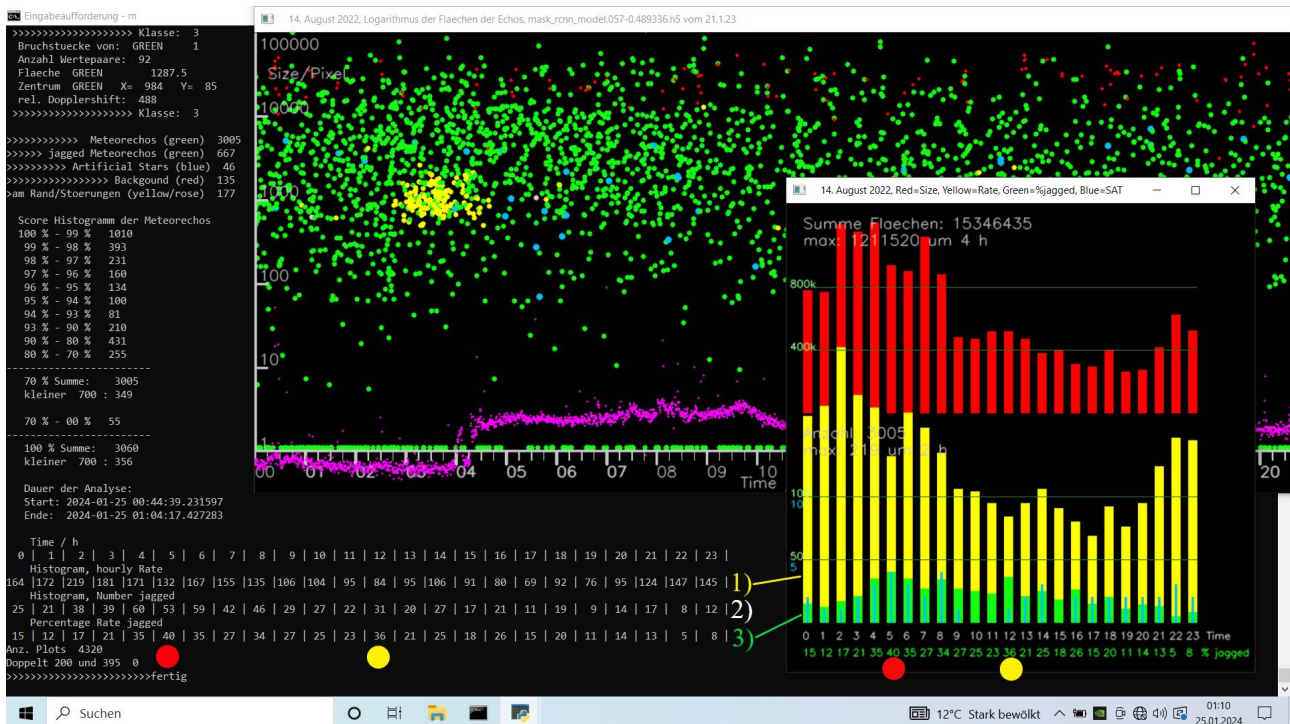 Eingabeaufforderung - m
>>>>>>>>>>>>>>>>>>>> Klasse: 3
Bruchstuecke von: GREEN 1
Anzahl Wertepaare: 92
Flaeche GREEN 1287.5
Zentrum GREEN X= 984 Y= 85
rel. Dopplershift: 488
>>>>>>>>>>>>>>>>>>>> Klasse: 3
>>>>>>>>>>>> Meteorechos (green) 3005
>>>>>> jagged Meteorechos (green) 667
>>>>>>>>>> Artificial Stars (blue) 46
>>>>>>>>>>>>>>>>> Backgound (red) 135
>am Rand/Stoerungen (yellow/rose) 177
Score Histogramm der Meteorechos
100 % - 99 % 1010
99 % - 98 % 393
98 % - 97 % 231
97 % - 96 % 160
96 % - 95 % 134
95 % - 94 % 100
94 % - 93 % 81
93 % - 90 % 210
90 % - 80 % 431
80 % - 70 % 255
------------------------
70 % Summe: 3005
kleiner 700 : 349
70 % - 00 % 55
------------------------
100 % Summe: 3060
kleiner 700 : 356
Dauer der Analyse:
Start: 2024-01-25 00:44:39.231597
Ende: 2024-01-25 01:04:17.427283
Time / h
0 | 1 | 2 | 3 | 4 | 5 | 6 | 7 | 8 | 9 | 10 | 11 | 12 | 13 | 14 | 15 | 16 | 17 | 18 | 19 | 20 | 21 | 22 | 23 |
Histogram, hourly Rate
164 |172 |219 |181 |171 |132 |167 |155 |135 |106 |104 | 95 | 84 | 95 |106 | 91 | 80 | 69 | 92 | 76 | 95 |124 |147 |145 | 1)
Histogram, Number jagged
25 | 21 | 38 | 39 | 60 | 53 | 59 | 42 | 46 | 29 | 27 | 22 | 31 | 20 | 27 | 17 | 21 | 11 | 19 | 9 | 14 | 17 | 8 | 12 | 2)
Percentage Rate jagged
15 | 12 | 17 | 21 | 35 | 40 | 35 | 27 | 34 | 27 | 25 | 23 | 36 | 21 | 25 | 18 | 26 | 15 | 20 | 11 | 14 | 13 | 5 | 8 | 3)
Anz. Plots 4320
Doppelt 200 und 395 0
>>>>>>>>>>>>>>>>>>>>>>>>fertig
14. August 2022, Logarithmus der Flaechen der Echos, mask_rcnn_model.057-0.489336.h5 vom 21.1.23
100000
Size/Pixel
10000
1000
100
10
1
00 01 02 03 04 05 06 07 08 09 10 20
Time
14. August 2022, Red=Size, Yellow=Rate, Green=%jagged, Blue=SAT
Summe Flaechen: 15346435
max: 1211520 um 4 h
800k
400k
Anzahl: 3005
max: 219 um 2 h
100
10
50
5
0 1 2 3 4 5 6 7 8 9 10 11 12 13 14 15 16 17 18 19 20 21 22 23 Time
15 12 17 21 35 40 35 27 34 27 25 23 36 21 25 18 26 15 20 11 14 13 5 8 % jagged
Suchen
12°C Stark bewölkt
01:10
25.01.2024